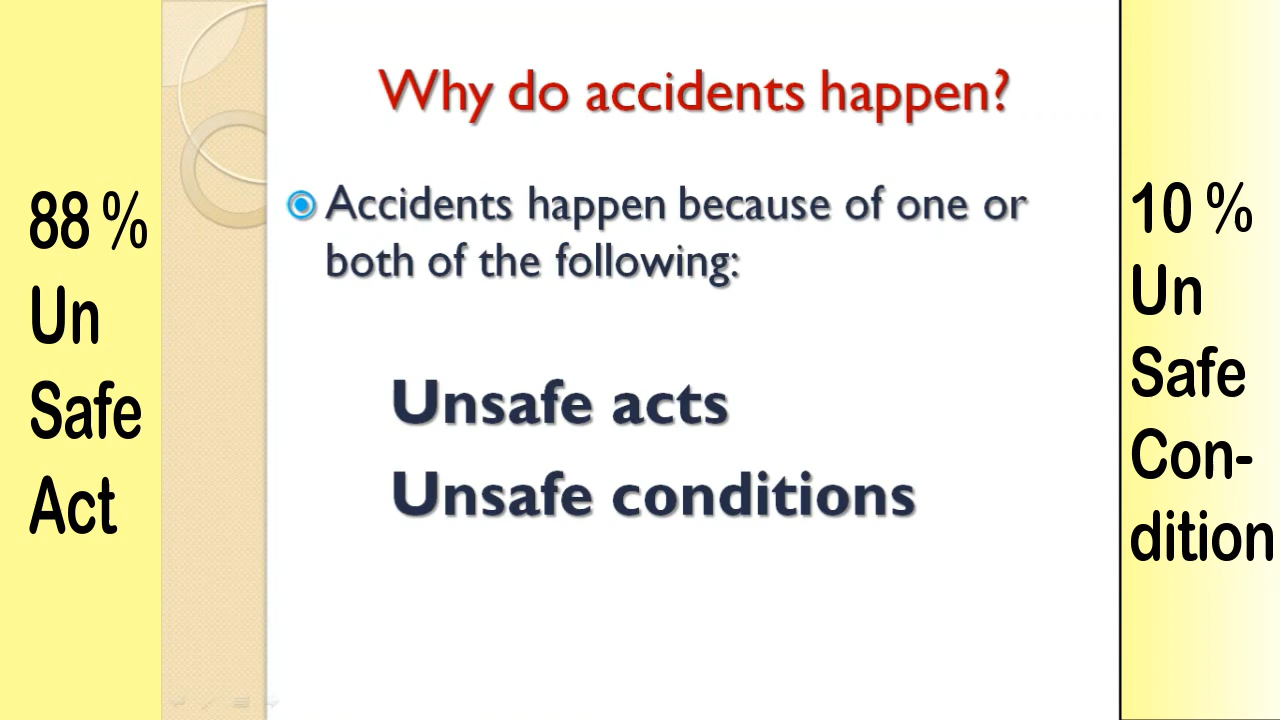 Why do accidents happen?
Accidents happen because of one or
both of the following:
Unsafe acts
Unsafe conditions
88 %
Un
Safe
Act
10 %
Un
Safe
Con-
dition